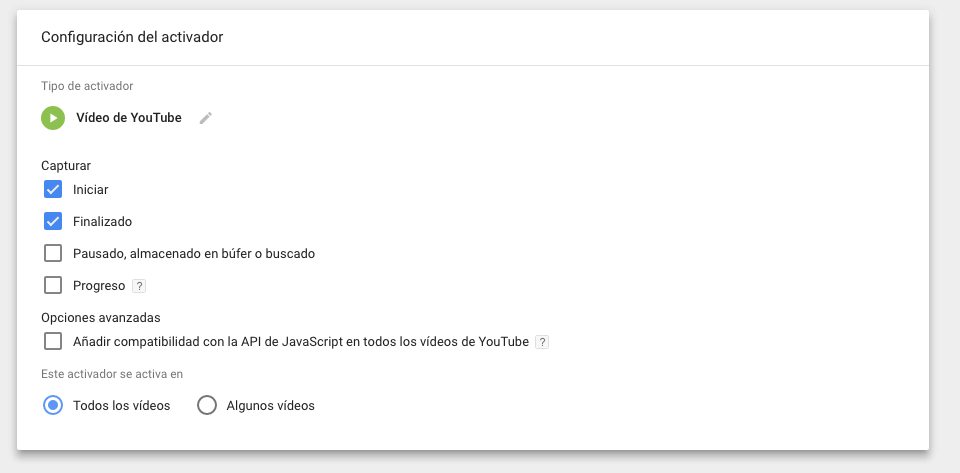 Configuración del activador
Tipo de activador
Vídeo de YouTube
Capturar
Iniciar
Finalizado
Pausado, almacenado en búfer o buscado
Progreso ?
Opciones avanzadas
Añadir compatibilidad con la API de JavaScript en todos los vídeos de YouTube ?
Este activador se activa en
Todos los vídeos Algunos vídeos